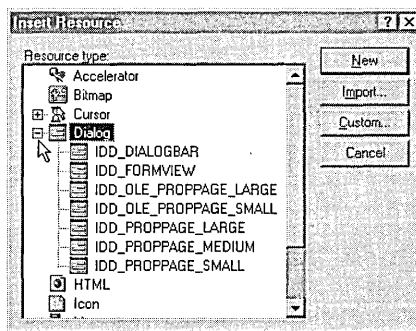 Insert Resource
Resource type:
Accelerator
Bitmap
Cursor
Dialog
IDD_DIALOGBAR
IDD_FORMVIEW
IDD_OLE_PROPPAGE_LARGE
IDD_OLE_PROPPAGE_SMALL
IDD_PROPPAGE_LARGE
IDD_PROPPAGE_MEDIUM
IDD_PROPPAGE_SMALL
HTML
Icon
New
Import...
Custom...
Cancel